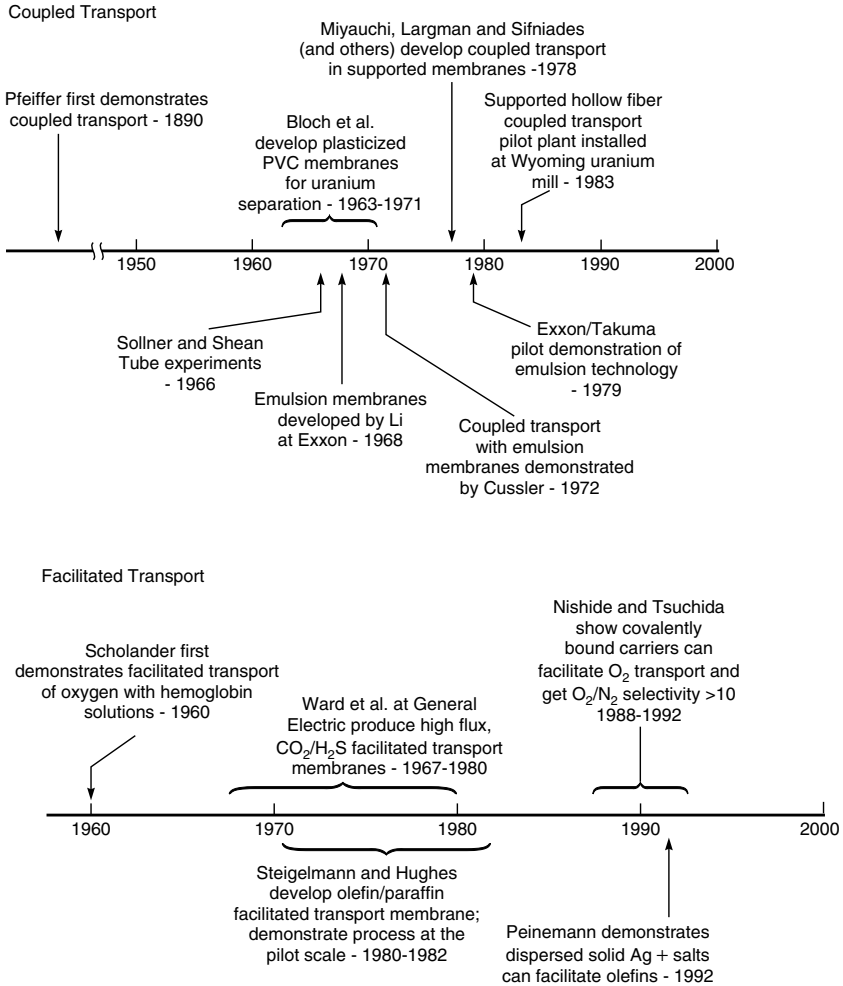 Coupled Transport
Miyauchi, Largman and Sifniades
(and others) develop coupled transport
in supported membranes -1978
Pfeiffer first demonstrates
coupled transport - 1890
Bloch et al.
develop plasticized
PVC membranes
for uranium
separation - 1963-1971
Supported hollow fiber
coupled transport
pilot plant installed
at Wyoming uranium
mill - 1983
1950 1960 1970 1980 1990 2000
Sollner and Shean
Tube experiments
- 1966
Emulsion membranes
developed by Li
at Exxon - 1968
Coupled transport
with emulsion
membranes demonstrated
by Cussler - 1972
Exxon/Takuma
pilot demonstration of
emulsion technology
- 1979
Facilitated Transport
Scholander first
demonstrates facilitated transport
of oxygen with hemoglobin
solutions - 1960
Ward et al. at General
Electric produce high flux,
CO₂/H₂S facilitated transport
membranes - 1967-1980
Nishide and Tsuchida
show covalently
bound carriers can
facilitate O₂ transport and
get O₂/N₂ selectivity >10
1988-1992
1960 1970 1980 1990 2000
Steigelmann and Hughes
develop olefin/paraffin
facilitated transport membrane;
demonstrate process at the
pilot scale - 1980-1982
Peinemann demonstrates
dispersed solid Ag + salts
can facilitate olefins - 1992